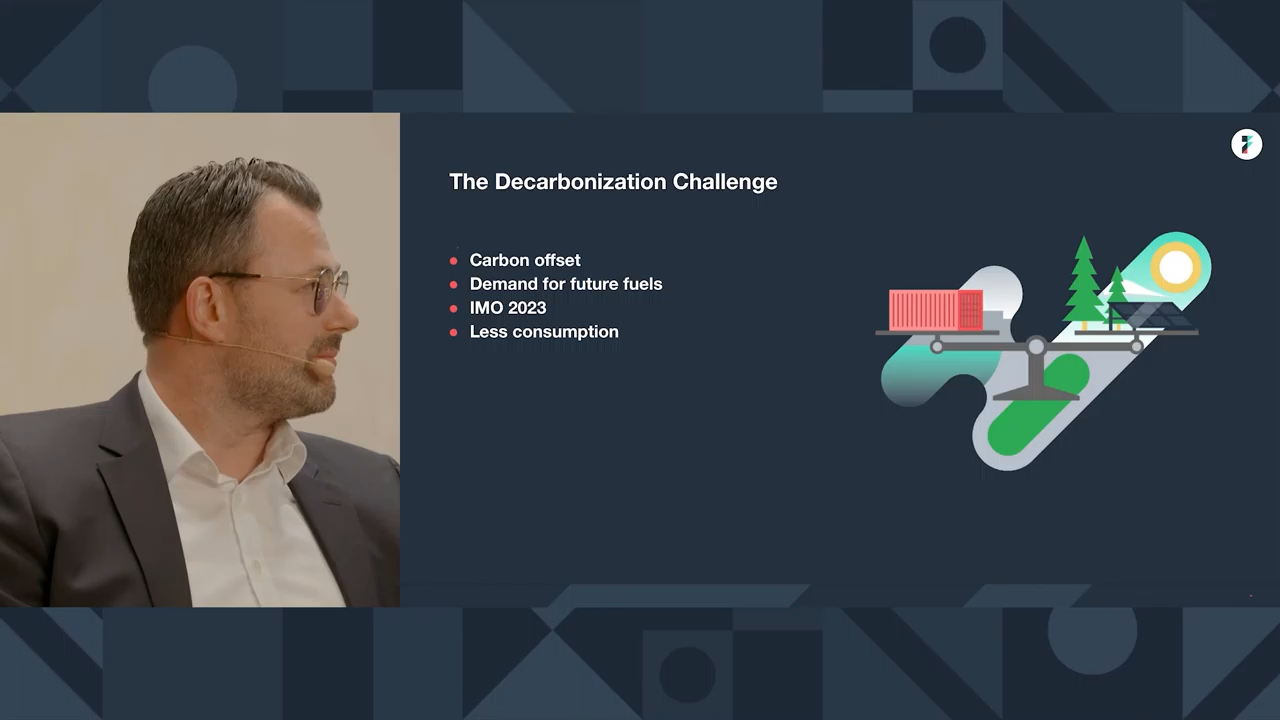 The Decarbonization Challenge
Carbon offset
Demand for future fuels
IMO 2023
Less consumption